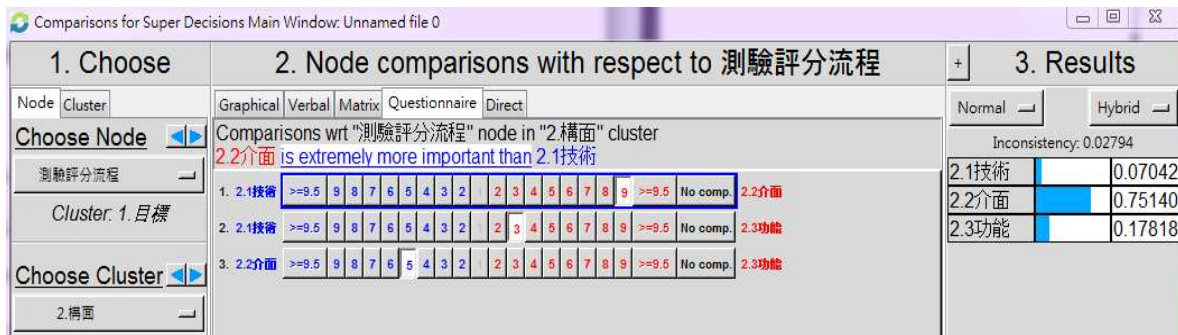 Comparisons for Super Decisions Main Window: Unnamed file 0
1. Choose
Node Cluster
Choose Node
測驗評分流程
Cluster: 1.目標
Choose Cluster
2.構面
2. Node comparisons with respect to 測驗評分流程
Graphical Verbal Matrix Questionnaire Direct
Comparisons wrt "測驗評分流程" node in "2.構面" cluster
2.2介面 is extremely more important than 2.1技術
1. 2.1技術 >=9.5 9 8 7 6 5 4 3 2 1 2 3 4 5 6 7 8 9 >=9.5 No comp. 2.2介面
2. 2.1技術 >=9.5 9 8 7 6 5 4 3 2 1 2 3 4 5 6 7 8 9 >=9.5 No comp. 2.3功能
3. 2.2介面 >=9.5 9 8 7 6 5 4 3 2 1 2 3 4 5 6 7 8 9 >=9.5 No comp. 2.3功能
+ 3. Results
Normal Hybrid
Inconsistency: 0.02794
2.1技術 0.07042
2.2介面 0.75140
2.3功能 0.17818